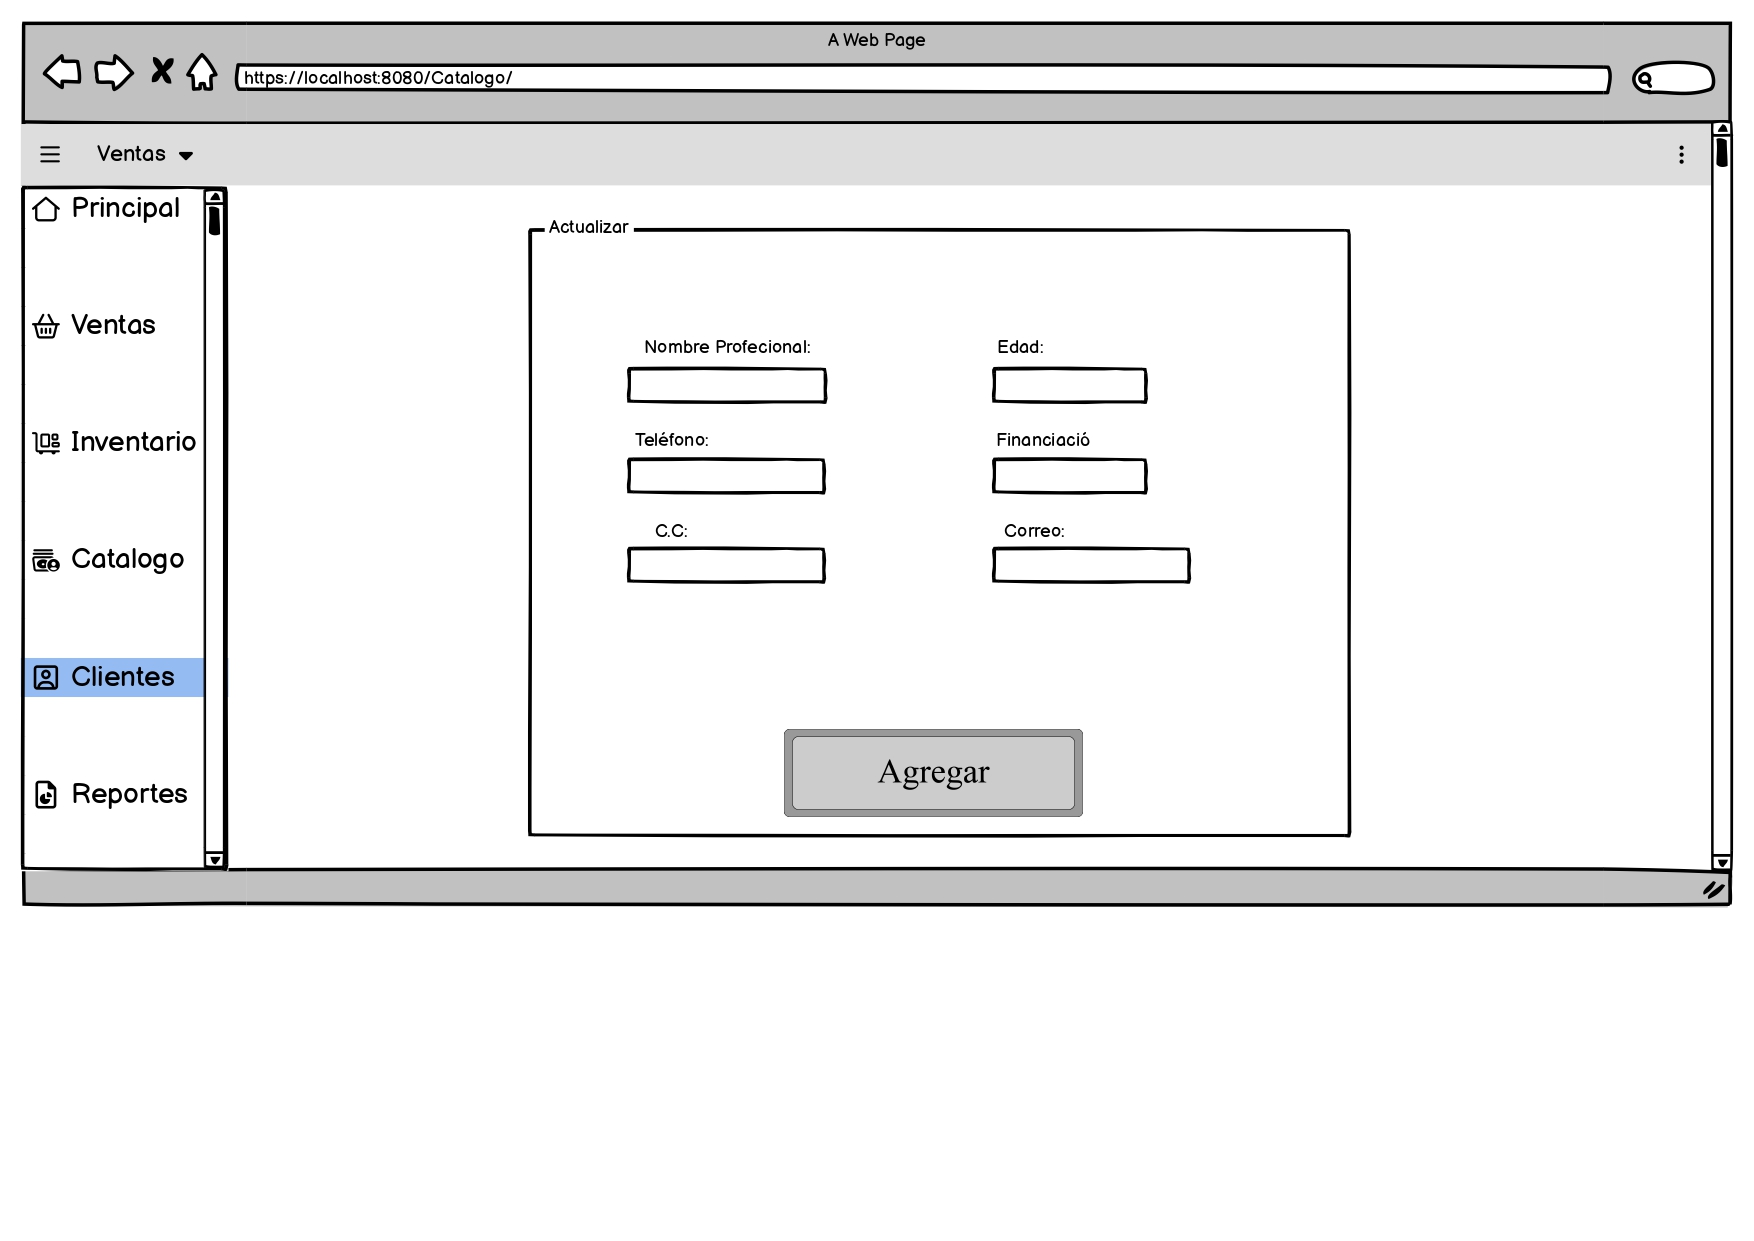 A Web Page
https://localhost:8080/Catalogo/
Ventas
Principal
Ventas
Inventario
Catalogo
Clientes
Reportes
Actualizar
Nombre Profecional:
Edad:
Teléfono:
Financiació
C.C:
Correo:
Agregar